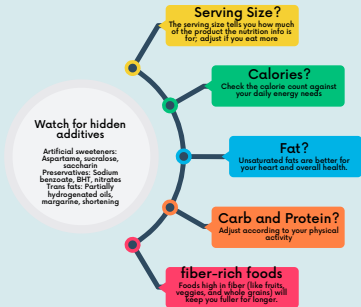 Serving Size?
The serving size tells you how much
of the product the nutrition info is
for; adjust if you eat more
Calories?
Check the calorie count against
your daily energy needs
Watch for hidden
additives
Artificial sweeteners:
Aspartame, sucralose,
saccharin
Preservatives: Sodium
benzoate, BHT, nitrates
Trans fats: Partially
hydrogenated oils,
margarine, shortening
Fat?
Unsaturated fats are better for
your heart and overall health.
Carb and Protein?
Adjust according to your physical
activity
fiber-rich foods
Foods high in fiber (like fruits,
veggies, and whole grains) will
keep you fuller for longer.